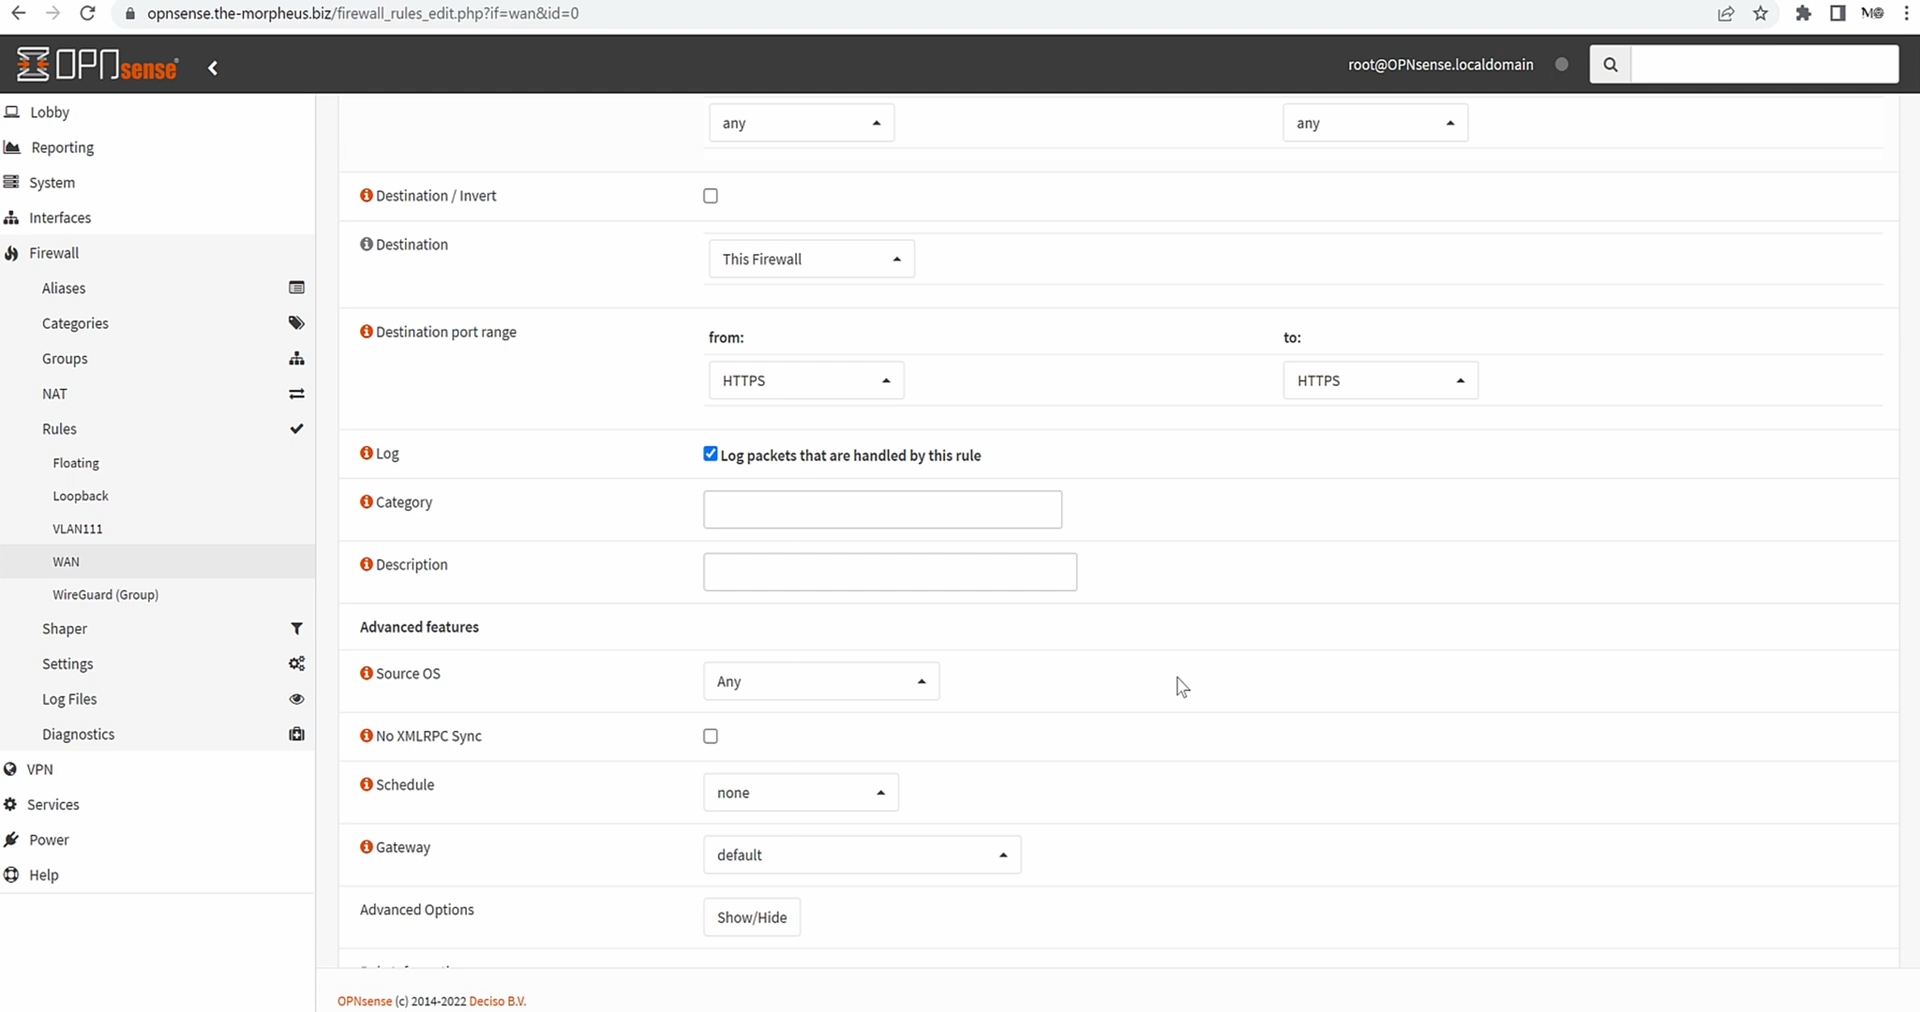 opnsense.the-morpheus.biz/firewall_rules_edit.php?if=wan&id=0
OPNsense
root@OPNsense.localdomain
Lobby
Reporting
System
Interfaces
Firewall
Aliases
Categories
Groups
NAT
Rules
Floating
Loopback
VLAN111
WAN
WireGuard (Group)
Shaper
Settings
Log Files
Diagnostics
VPN
Services
Power
Help
any any
Destination / Invert
Destination
This Firewall
Destination port range
from: to:
HTTPS HTTPS
Log
Log packets that are handled by this rule
Category
Description
Advanced features
Source OS
Any
No XMLRPC Sync
Schedule
none
Gateway
default
Advanced Options
Show/Hide
OPNsense (c) 2014-2022 Deciso B.V.